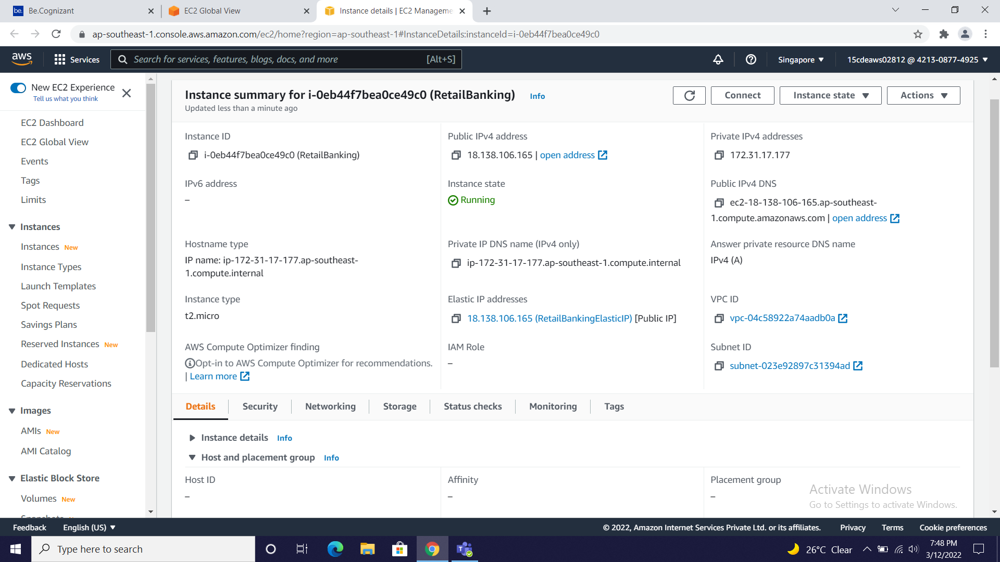 be. Be.Cognizant
EC2 Global View
Instance details | EC2 Manageme
ap-southeast-1.console.aws.amazon.com/ec2/home?region=ap-southeast-1#InstanceDetails:instanceId=i-0eb44f7bea0ce49c0
aws
Services
Search for services, features, blogs, docs, and more [Alt+S]
Singapore
15cdeaws02812 @ 4213-0877-4925
New EC2 Experience
Tell us what you think
EC2 Dashboard
EC2 Global View
Events
Tags
Limits
Instances
Instances New
Instance Types
Launch Templates
Spot Requests
Savings Plans
Reserved Instances New
Dedicated Hosts
Capacity Reservations
Images
AMIs New
AMI Catalog
Elastic Block Store
Volumes New
Instance summary for i-0eb44f7bea0ce49c0 (RetailBanking) Info
Updated less than a minute ago
Connect
Instance state
Actions
Instance ID
i-0eb44f7bea0ce49c0 (RetailBanking)
Public IPv4 address
18.138.106.165 | open address
Private IPv4 addresses
172.31.17.177
IPv6 address
–
Instance state
Running
Public IPv4 DNS
ec2-18-138-106-165.ap-southeast-
1.compute.amazonaws.com | open address
Hostname type
IP name: ip-172-31-17-177.ap-southeast-
1.compute.internal
Private IP DNS name (IPv4 only)
ip-172-31-17-177.ap-southeast-1.compute.internal
Answer private resource DNS name
IPv4 (A)
Instance type
t2.micro
Elastic IP addresses
18.138.106.165 (RetailBankingElasticIP) [Public IP]
VPC ID
vpc-04c58922a74aadb0a
AWS Compute Optimizer finding
Opt-in to AWS Compute Optimizer for recommendations.
| Learn more
IAM Role
–
Subnet ID
subnet-023e92897c31394ad
Details
Security
Networking
Storage
Status checks
Monitoring
Tags
Instance details Info
Host and placement group Info
Host ID
–
Affinity
–
Placement group
–
Activate Windows
Go to Settings to activate Windows.
Feedback
English (US)
© 2022, Amazon Internet Services Private Ltd. or its affiliates.
Privacy
Terms
Cookie preferences
Type here to search
26°C Clear
7:48 PM
3/12/2022